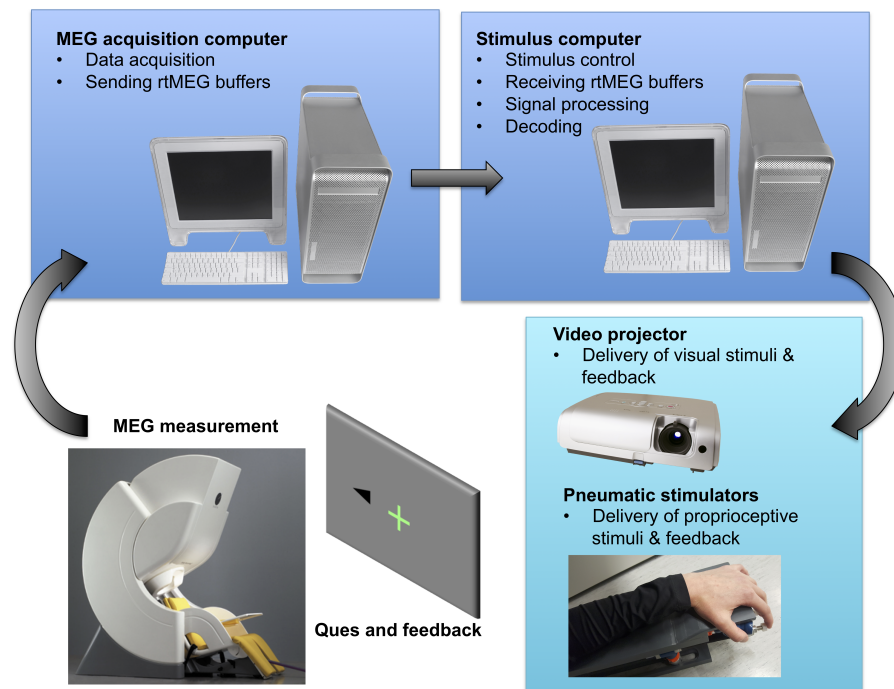 MEG acquisition computer
• Data acquisition
• Sending rtMEG buffers
Stimulus computer
• Stimulus control
• Receiving rtMEG buffers
• Signal processing
• Decoding
Video projector
• Delivery of visual stimuli &
feedback
Pneumatic stimulators
• Delivery of proprioceptive
stimuli & feedback
MEG measurement
Ques and feedback